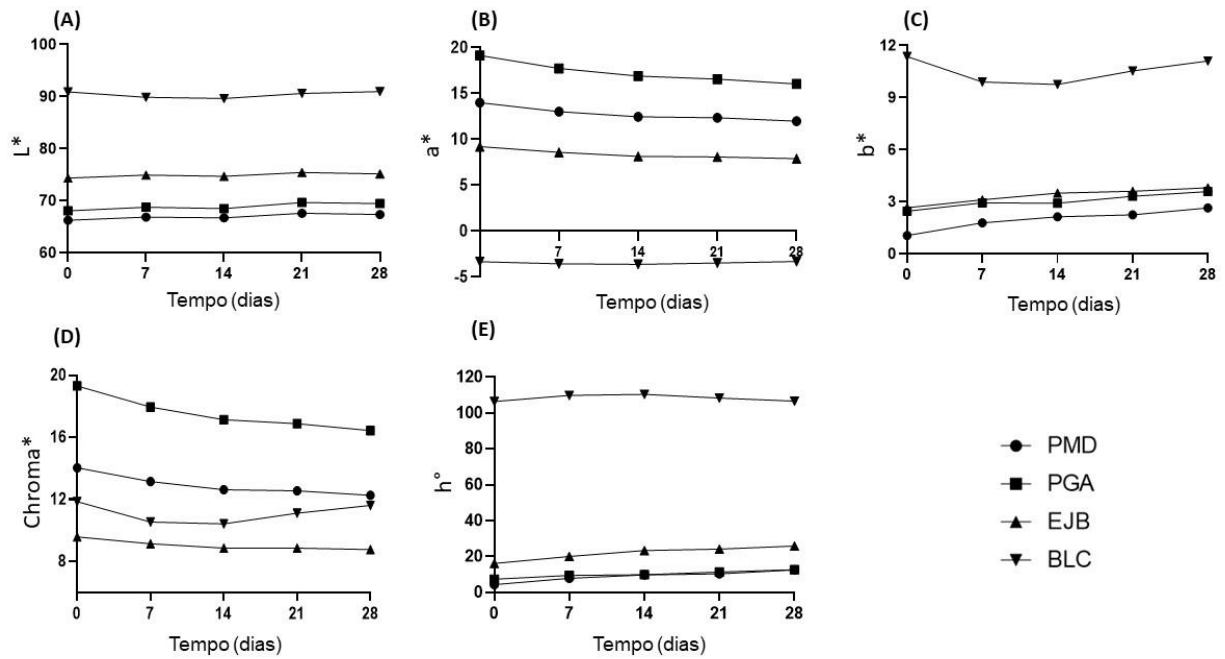 (A)
100
90
80
70
60
L*
0 7 14 21 28
Tempo (dias)
(B)
20
15
10
5
0
-5
a*
7 14 21 28
Tempo (dias)
(C)
12
9
6
3
0
b*
0 7 14 21 28
Tempo (dias)
(D)
20
16
12
8
Chroma*
0 7 14 21 28
Tempo (dias)
(E)
120
100
80
60
40
20
0
h°
0 7 14 21 28
Tempo (dias)
PMD
PGA
EJB
BLC